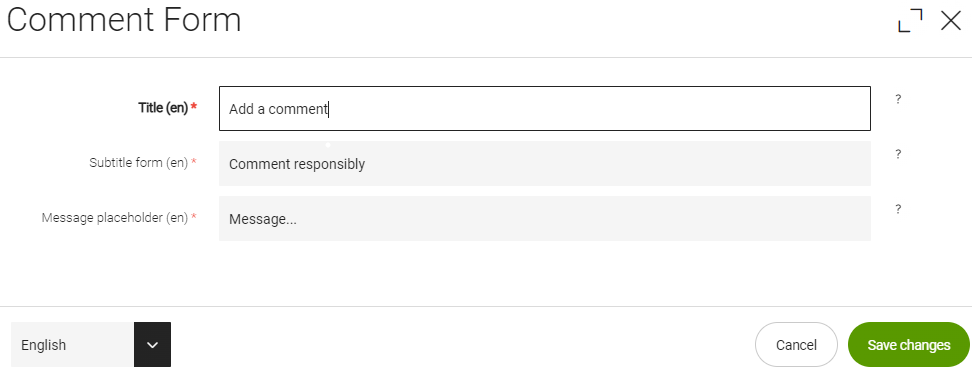 Comment Form
Title (en) * Add a comment ?
Subtitle form (en) * Comment responsibly ?
Message placeholder (en) * Message... ?
English Cancel Save changes